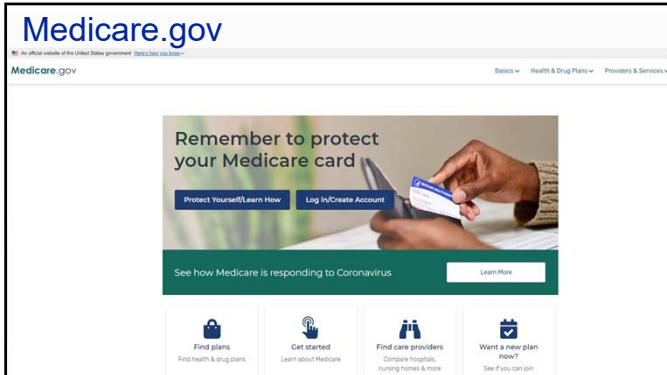 Medicare.gov
An official website of the United States government Here's how you know
Medicare.gov
Basics Health & Drug Plans Providers & Services
Remember to protect
your Medicare card
Protect Yourself/Learn How Log in/Create Account
See how Medicare is responding to Coronavirus Learn More
Find plans
Find health & drug plans
Get started
Learn about Medicare
Find care providers
Compare hospitals,
nursing homes & more
Want a new plan
now?
See if you can join